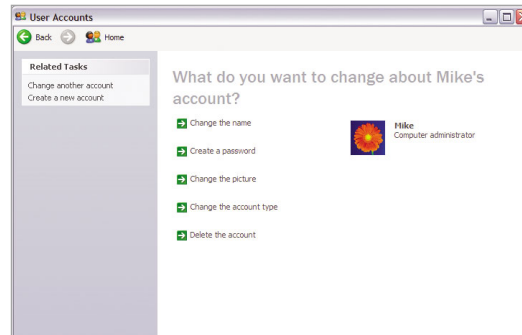 User Accounts
Back
Home
Related Tasks
Change another account
Create a new account
What do you want to change about Mike's
account?
Change the name
Create a password
Change the picture
Change the account type
Delete the account
Mike
Computer administrator